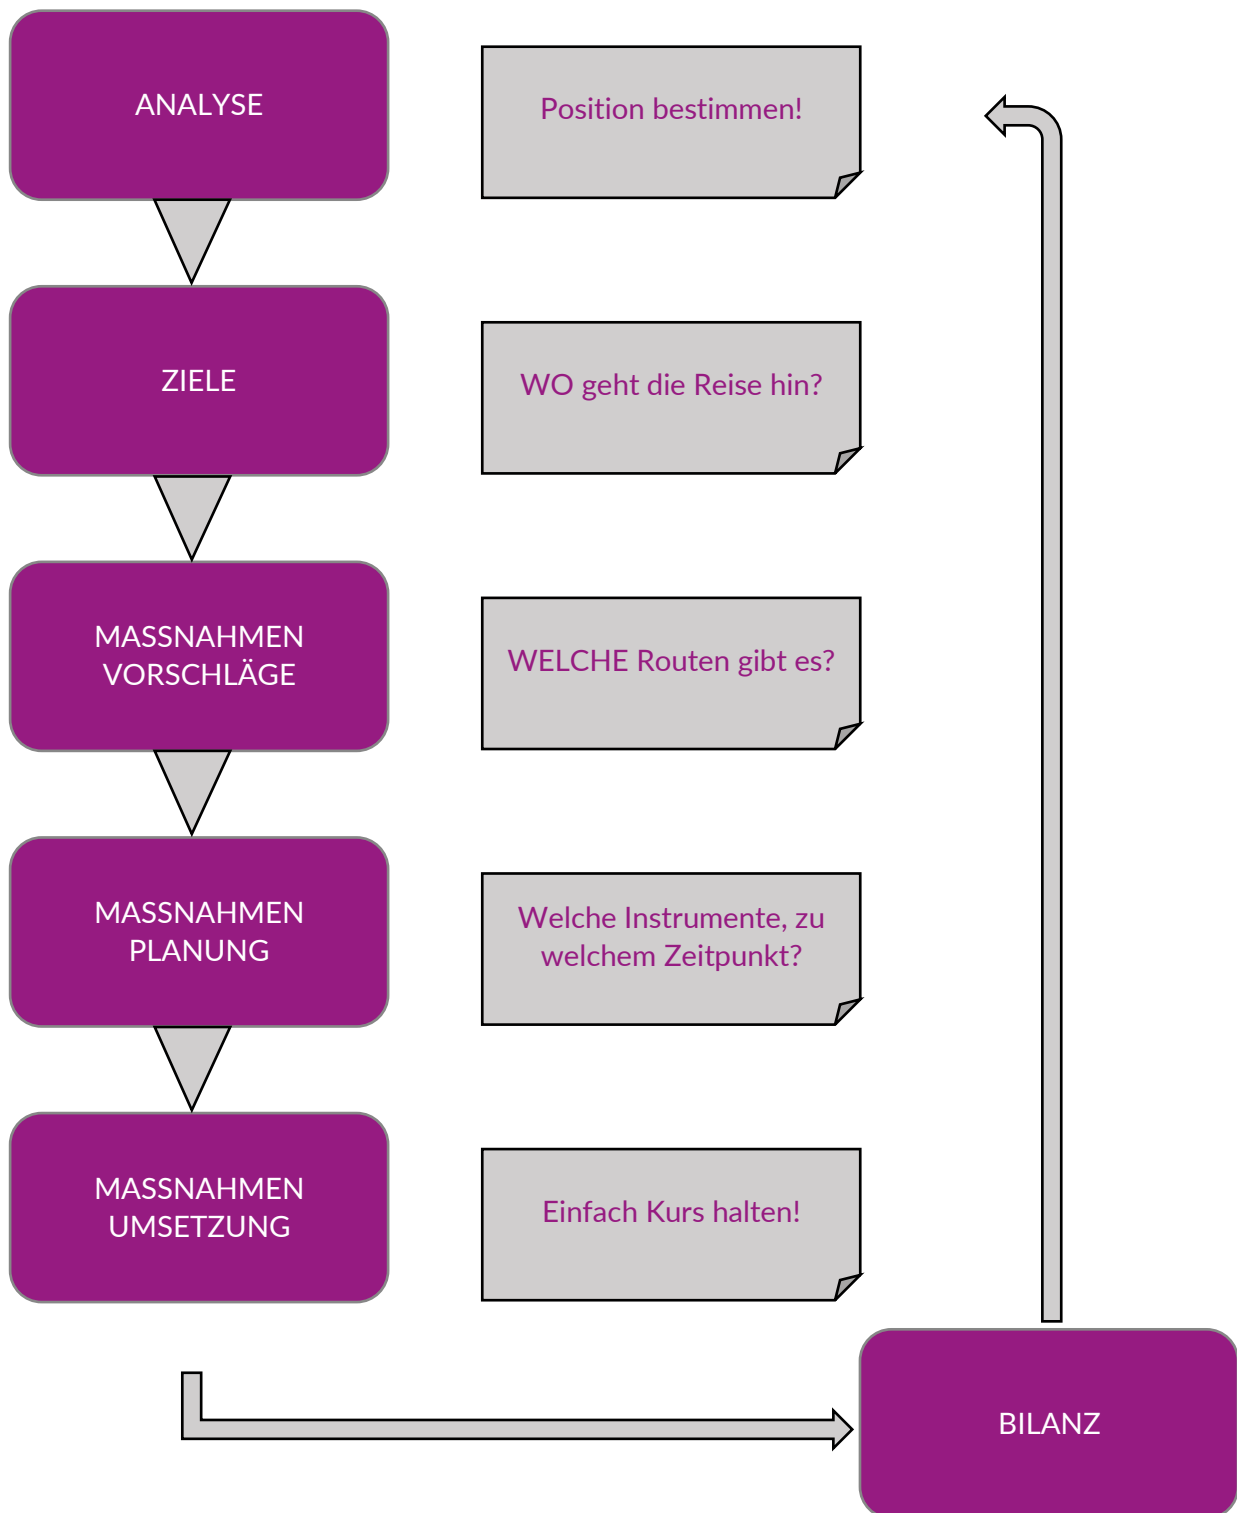 ANALYSE
Position bestimmen!
ZIELE
WO geht die Reise hin?
MASSNAHMEN
VORSCHLÄGE
WELCHE Routen gibt es?
MASSNAHMEN
PLANUNG
Welche Instrumente, zu
welchem Zeitpunkt?
MASSNAHMEN
UMSETZUNG
Einfach Kurs halten!
BILANZ